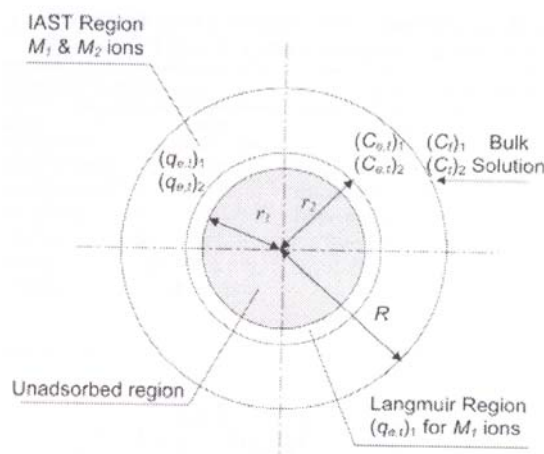 IAST Region
M₁ & M₂ ions
(qₑ,ₜ)₁
(qₑ,ₜ)₂
(Cₑ,ₜ)₁ (Cₜ)₁ Bulk
(Cₑ,ₜ)₂ (Cₜ)₂ Solution
r₁
r₂
R
Unadsorbed region
Langmuir Region
(qₑ,ₜ)₁ for M₁ ions